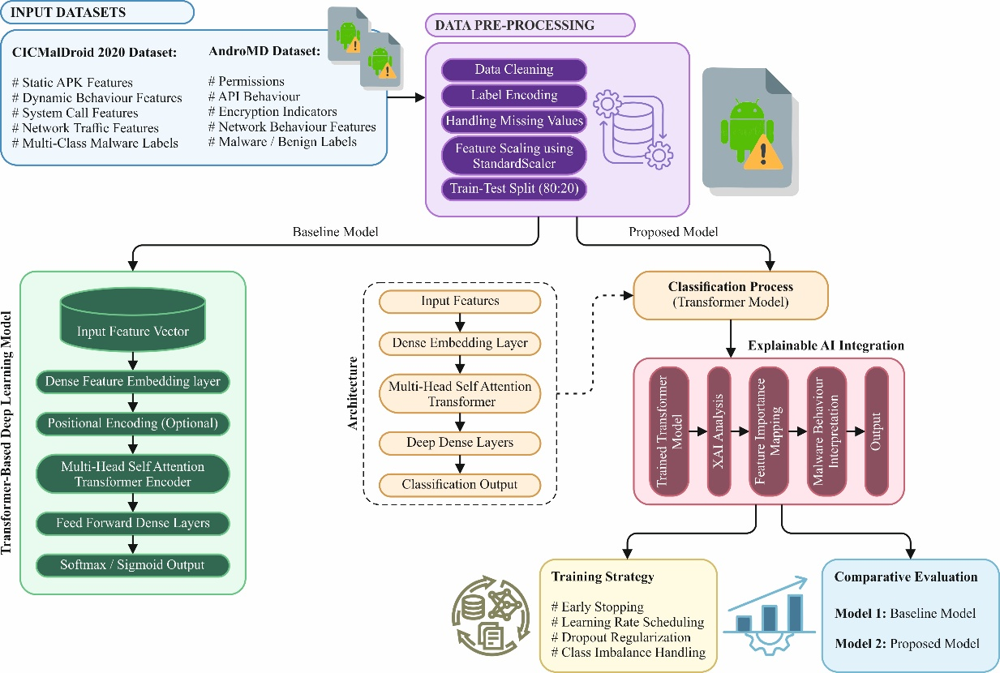 INPUT DATASETS
CICMalDroid 2020 Dataset:
# Static APK Features
# Dynamic Behaviour Features
# System Call Features
# Network Traffic Features
# Multi-Class Malware Labels
AndroMD Dataset:
# Permissions
# API Behaviour
# Encryption Indicators
# Network Behaviour Features
# Malware / Benign Labels
DATA PRE-PROCESSING
Data Cleaning
Label Encoding
Handling Missing Values
Feature Scaling using
StandardScaler
Train-Test Split (80:20)
Baseline Model
Proposed Model
Transformer-Based Deep Learning Model
Input Feature Vector
Dense Feature Embedding layer
Positional Encoding (Optional)
Multi-Head Self Attention
Transformer Encoder
Feed Forward Dense Layers
Softmax / Sigmoid Output
Architecture
Input Features
Dense Embedding Layer
Multi-Head Self Attention
Transformer
Deep Dense Layers
Classification Output
Classification Process
(Transformer Model)
Explainable AI Integration
Trained Transformer
Model
XAI Analysis
Feature Importance
Mapping
Malware Behaviour
Interpretation
Output
Training Strategy
# Early Stopping
# Learning Rate Scheduling
# Dropout Regularization
# Class Imbalance Handling
Comparative Evaluation
Model 1: Baseline Model
Model 2: Proposed Model